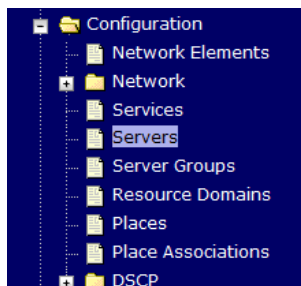 Configuration
Network Elements
Network
Services
Servers
Server Groups
Resource Domains
Places
Place Associations
DSCP